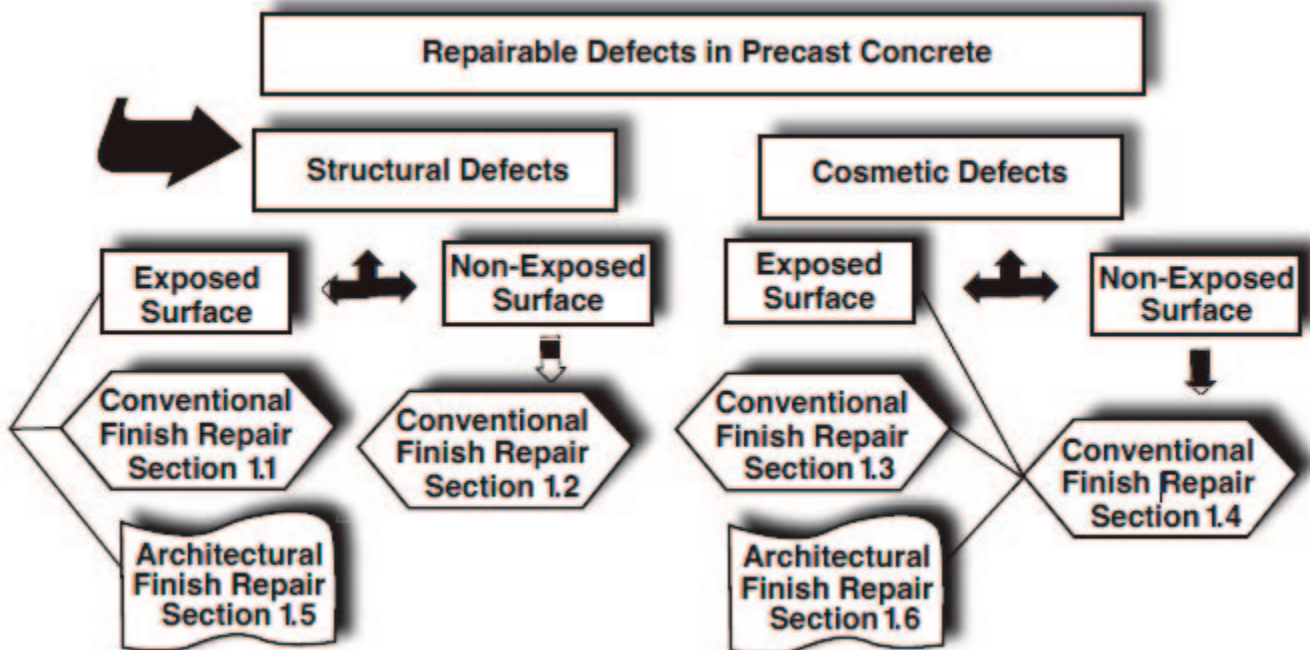 Repairable Defects in Precast Concrete
Structural Defects
Cosmetic Defects
Exposed
Surface
Non-Exposed
Surface
Exposed
Surface
Non-Exposed
Surface
Conventional
Finish Repair
Section 1.1
Conventional
Finish Repair
Section 1.2
Conventional
Finish Repair
Section 1.3
Conventional
Finish Repair
Section 1.4
Architectural
Finish Repair
Section 1.5
Architectural
Finish Repair
Section 1.6